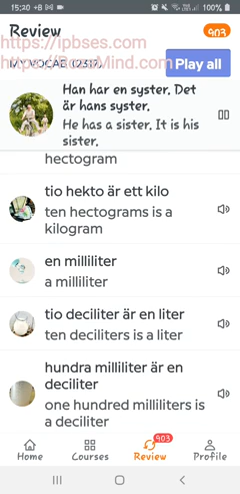 15:20 +B
100%
Review
903
https://ipbses.com
MY VOCAB (2317)
Play all
Han har en syster. Det
är hans syster.
He has a sister. It is his
sister.
hectogram
tio hekto är ett kilo
ten hectograms is a
kilogram
en milliliter
a milliliter
tio deciliter är en liter
ten deciliters is a liter
hundra milliliter är en
deciliter
one hundred milliliters is
a deciliter
903
Home
Courses
Review
Profile